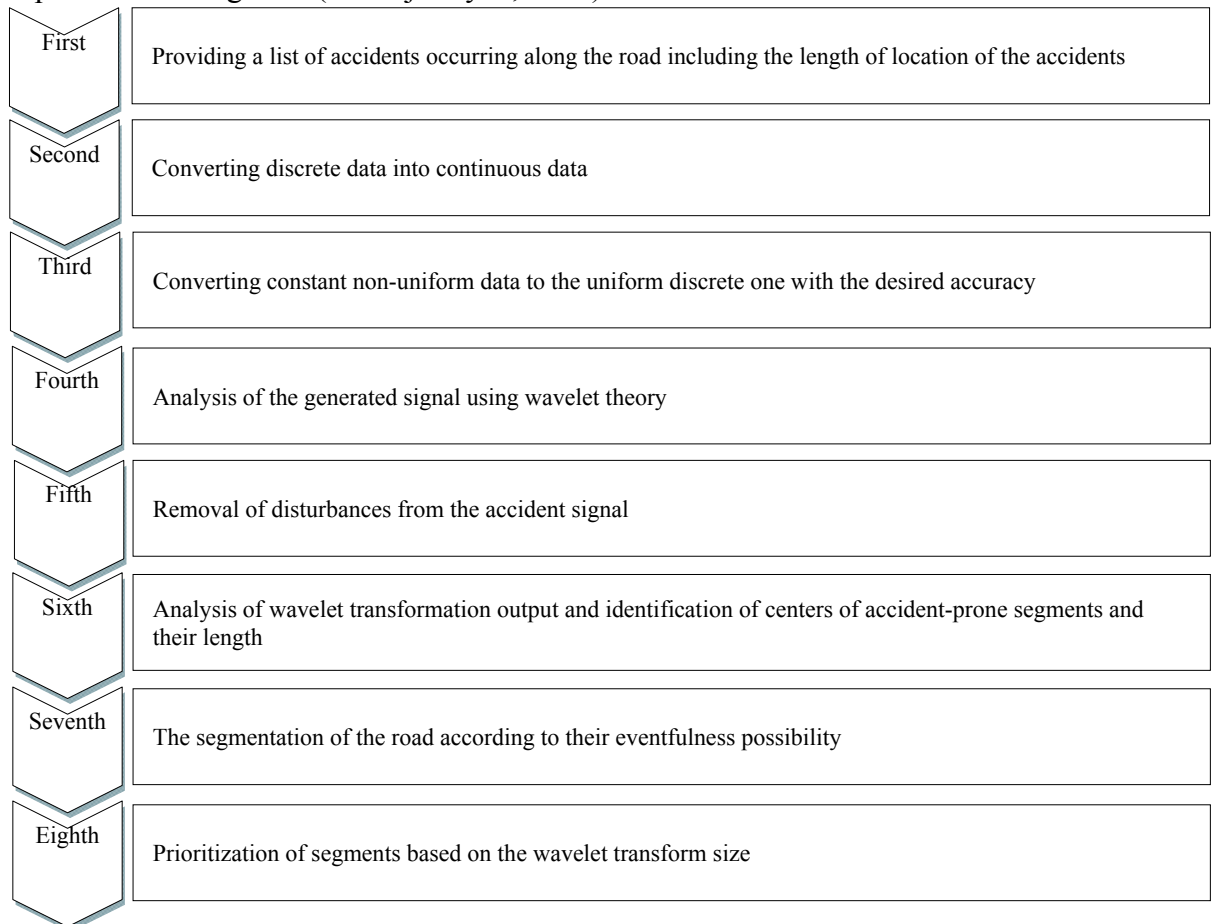 First
Providing a list of accidents occurring along the road including the length of location of the accidents
Second
Converting discrete data into continuous data
Third
Converting constant non-uniform data to the uniform discrete one with the desired accuracy
Fourth
Analysis of the generated signal using wavelet theory
Fifth
Removal of disturbances from the accident signal
Sixth
Analysis of wavelet transformation output and identification of centers of accident-prone segments and
their length
Seventh
The segmentation of the road according to their eventfulness possibility
Eighth
Prioritization of segments based on the wavelet transform size